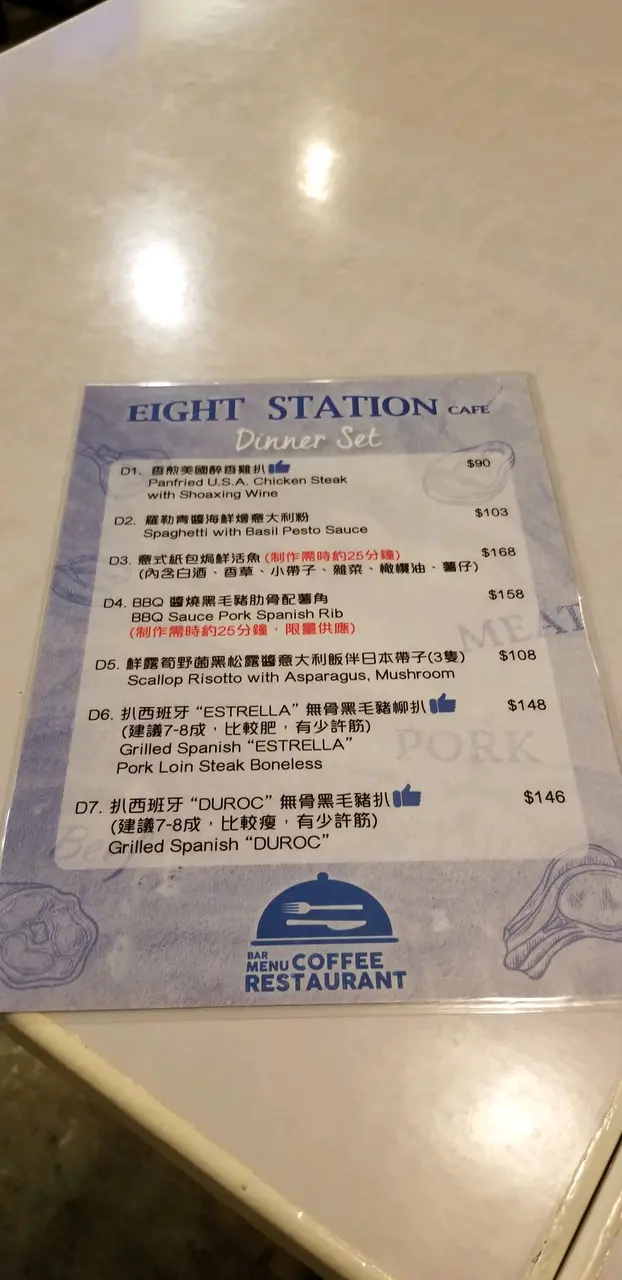 EIGHT STATION CAFE
Dinner Set
D1. 香煎美國醉香雞扒 $90
Panfried U.S.A. Chicken Steak
with Shoaxing Wine
D2. 羅勒青醬海鮮燴意大利粉 $103
Spaghetti with Basil Pesto Sauce
D3. 意式紙包焗鮮活魚 (制作需時約25分鐘) $168
(內含白酒、香草、小帶子、雜菜、橄欖油、薯仔)
D4. BBQ 醬燒黑毛豬肋骨配薯角 $158
BBQ Sauce Pork Spanish Rib
(制作需時約25分鐘，限量供應)
MEAT
D5. 鮮露筍野菌黑松露醬意大利飯伴日本帶子(3隻) $108
Scallop Risotto with Asparagus, Mushroom
D6. 扒西班牙 “ESTRELLA” 無骨黑毛豬柳扒 $148
(建議7-8成，比較肥，有少許筋)
Grilled Spanish “ESTRELLA”
Pork Loin Steak Boneless
PORK
D7. 扒西班牙 “DUROC” 無骨黑毛豬扒 $146
(建議7-8成，比較瘦，有少許筋)
Grilled Spanish “DUROC”
BAR
MENU COFFEE
RESTAURANT